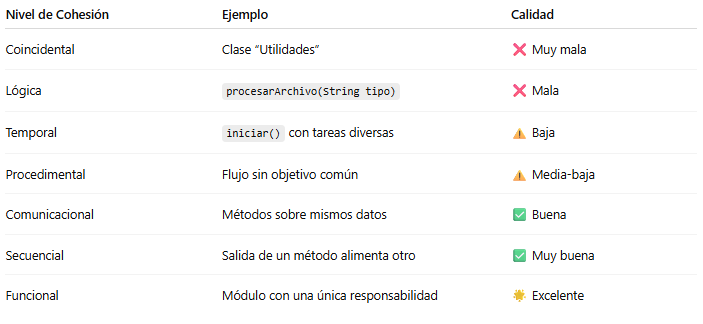 Nivel de Cohesión Ejemplo Calidad
Coincidental Clase “Utilidades” ❌ Muy mala
Lógica procesarArchivo(String tipo) ❌ Mala
Temporal iniciar() con tareas diversas ⚠️ Baja
Procedimental Flujo sin objetivo común ⚠️ Media-baja
Comunicacional Métodos sobre mismos datos ✅ Buena
Secuencial Salida de un método alimenta otro ✅ Muy buena
Funcional Módulo con una única responsabilidad 🌟 Excelente